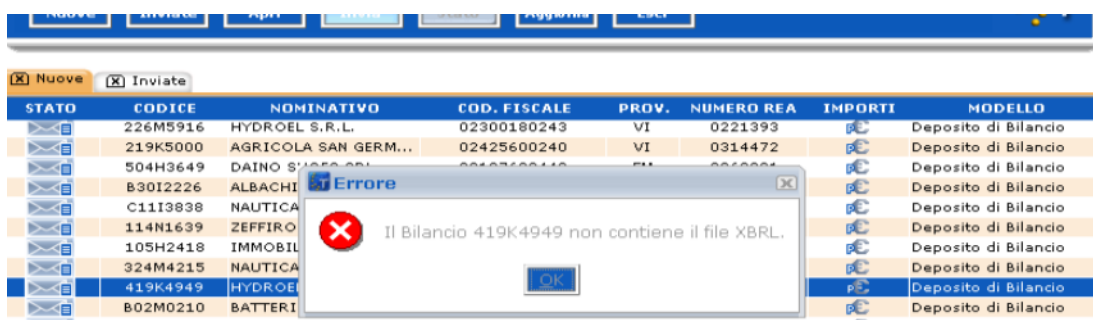 Nuove Inviate Apri Invia Stato Aggiorna Esci
Nuove Inviate
STATO CODICE NOMINATIVO COD. FISCALE PROV. NUMERO REA IMPORTI MODELLO
226M5916 HYDROEL S.R.L. 02300180243 VI 0221393 Deposito di Bilancio
219K5000 AGRICOLA SAN GERM... 02425600240 VI 0314472 Deposito di Bilancio
504H3649 DAINO Deposito di Bilancio
B30I2226 ALBACHI Deposito di Bilancio
C11I3838 NAUTICA Deposito di Bilancio
114N1639 ZEFFIRO Deposito di Bilancio
105H2418 IMMOBIL Deposito di Bilancio
324M4215 NAUTICA Deposito di Bilancio
419K4949 HYDROEL Deposito di Bilancio
B02M0210 BATTERI Deposito di Bilancio
Errore
Il Bilancio 419K4949 non contiene il file XBRL.
OK